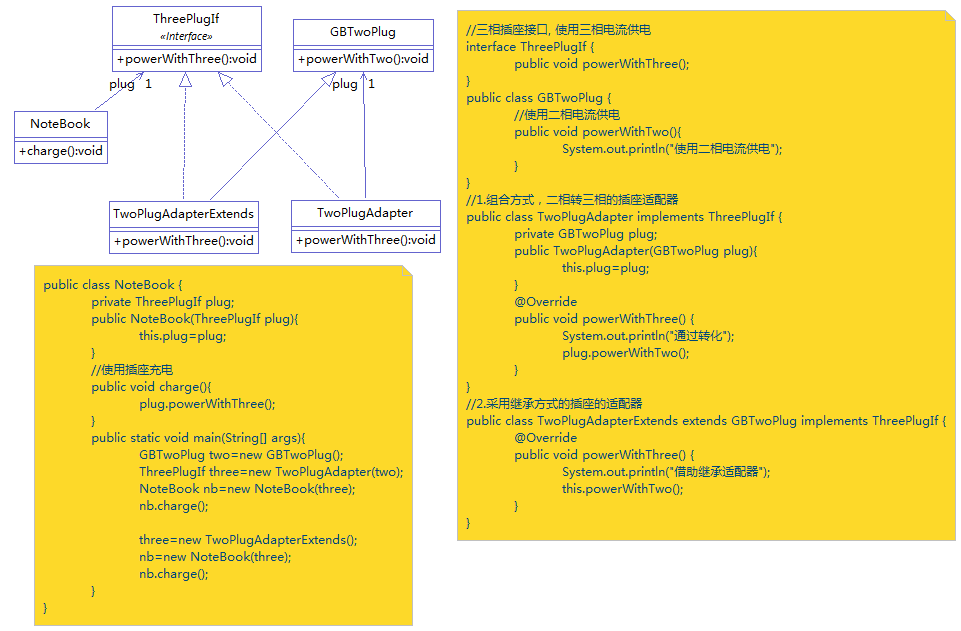 ThreePlugIf
«Interface»
+powerWithThree():void
GBTwoPlug
+powerWithTwo():void
plug 1
plug 1
NoteBook
+charge():void
TwoPlugAdapterExtends
+powerWithThree():void
TwoPlugAdapter
+powerWithThree():void
public class NoteBook {
private ThreePlugIf plug;
public NoteBook(ThreePlugIf plug){
this.plug=plug;
}
//使用插座充电
public void charge(){
plug.powerWithThree();
}
public static void main(String[] args){
GBTwoPlug two=new GBTwoPlug();
ThreePlugIf three=new TwoPlugAdapter(two);
NoteBook nb=new NoteBook(three);
nb.charge();
three=new TwoPlugAdapterExtends();
nb=new NoteBook(three);
nb.charge();
}
}
//三相插座接口, 使用三相电流供电
interface ThreePlugIf {
public void powerWithThree();
}
public class GBTwoPlug {
//使用二相电流供电
public void powerWithTwo(){
System.out.println("使用二相电流供电");
}
}
//1.组合方式，二相转三相的插座适配器
public class TwoPlugAdapter implements ThreePlugIf {
private GBTwoPlug plug;
public TwoPlugAdapter(GBTwoPlug plug){
this.plug=plug;
}
@Override
public void powerWithThree() {
System.out.println("通过转化");
plug.powerWithTwo();
}
}
//2.采用继承方式的插座的适配器
public class TwoPlugAdapterExtends extends GBTwoPlug implements ThreePlugIf {
@Override
public void powerWithThree() {
System.out.println("借助继承适配器");
this.powerWithTwo();
}
}